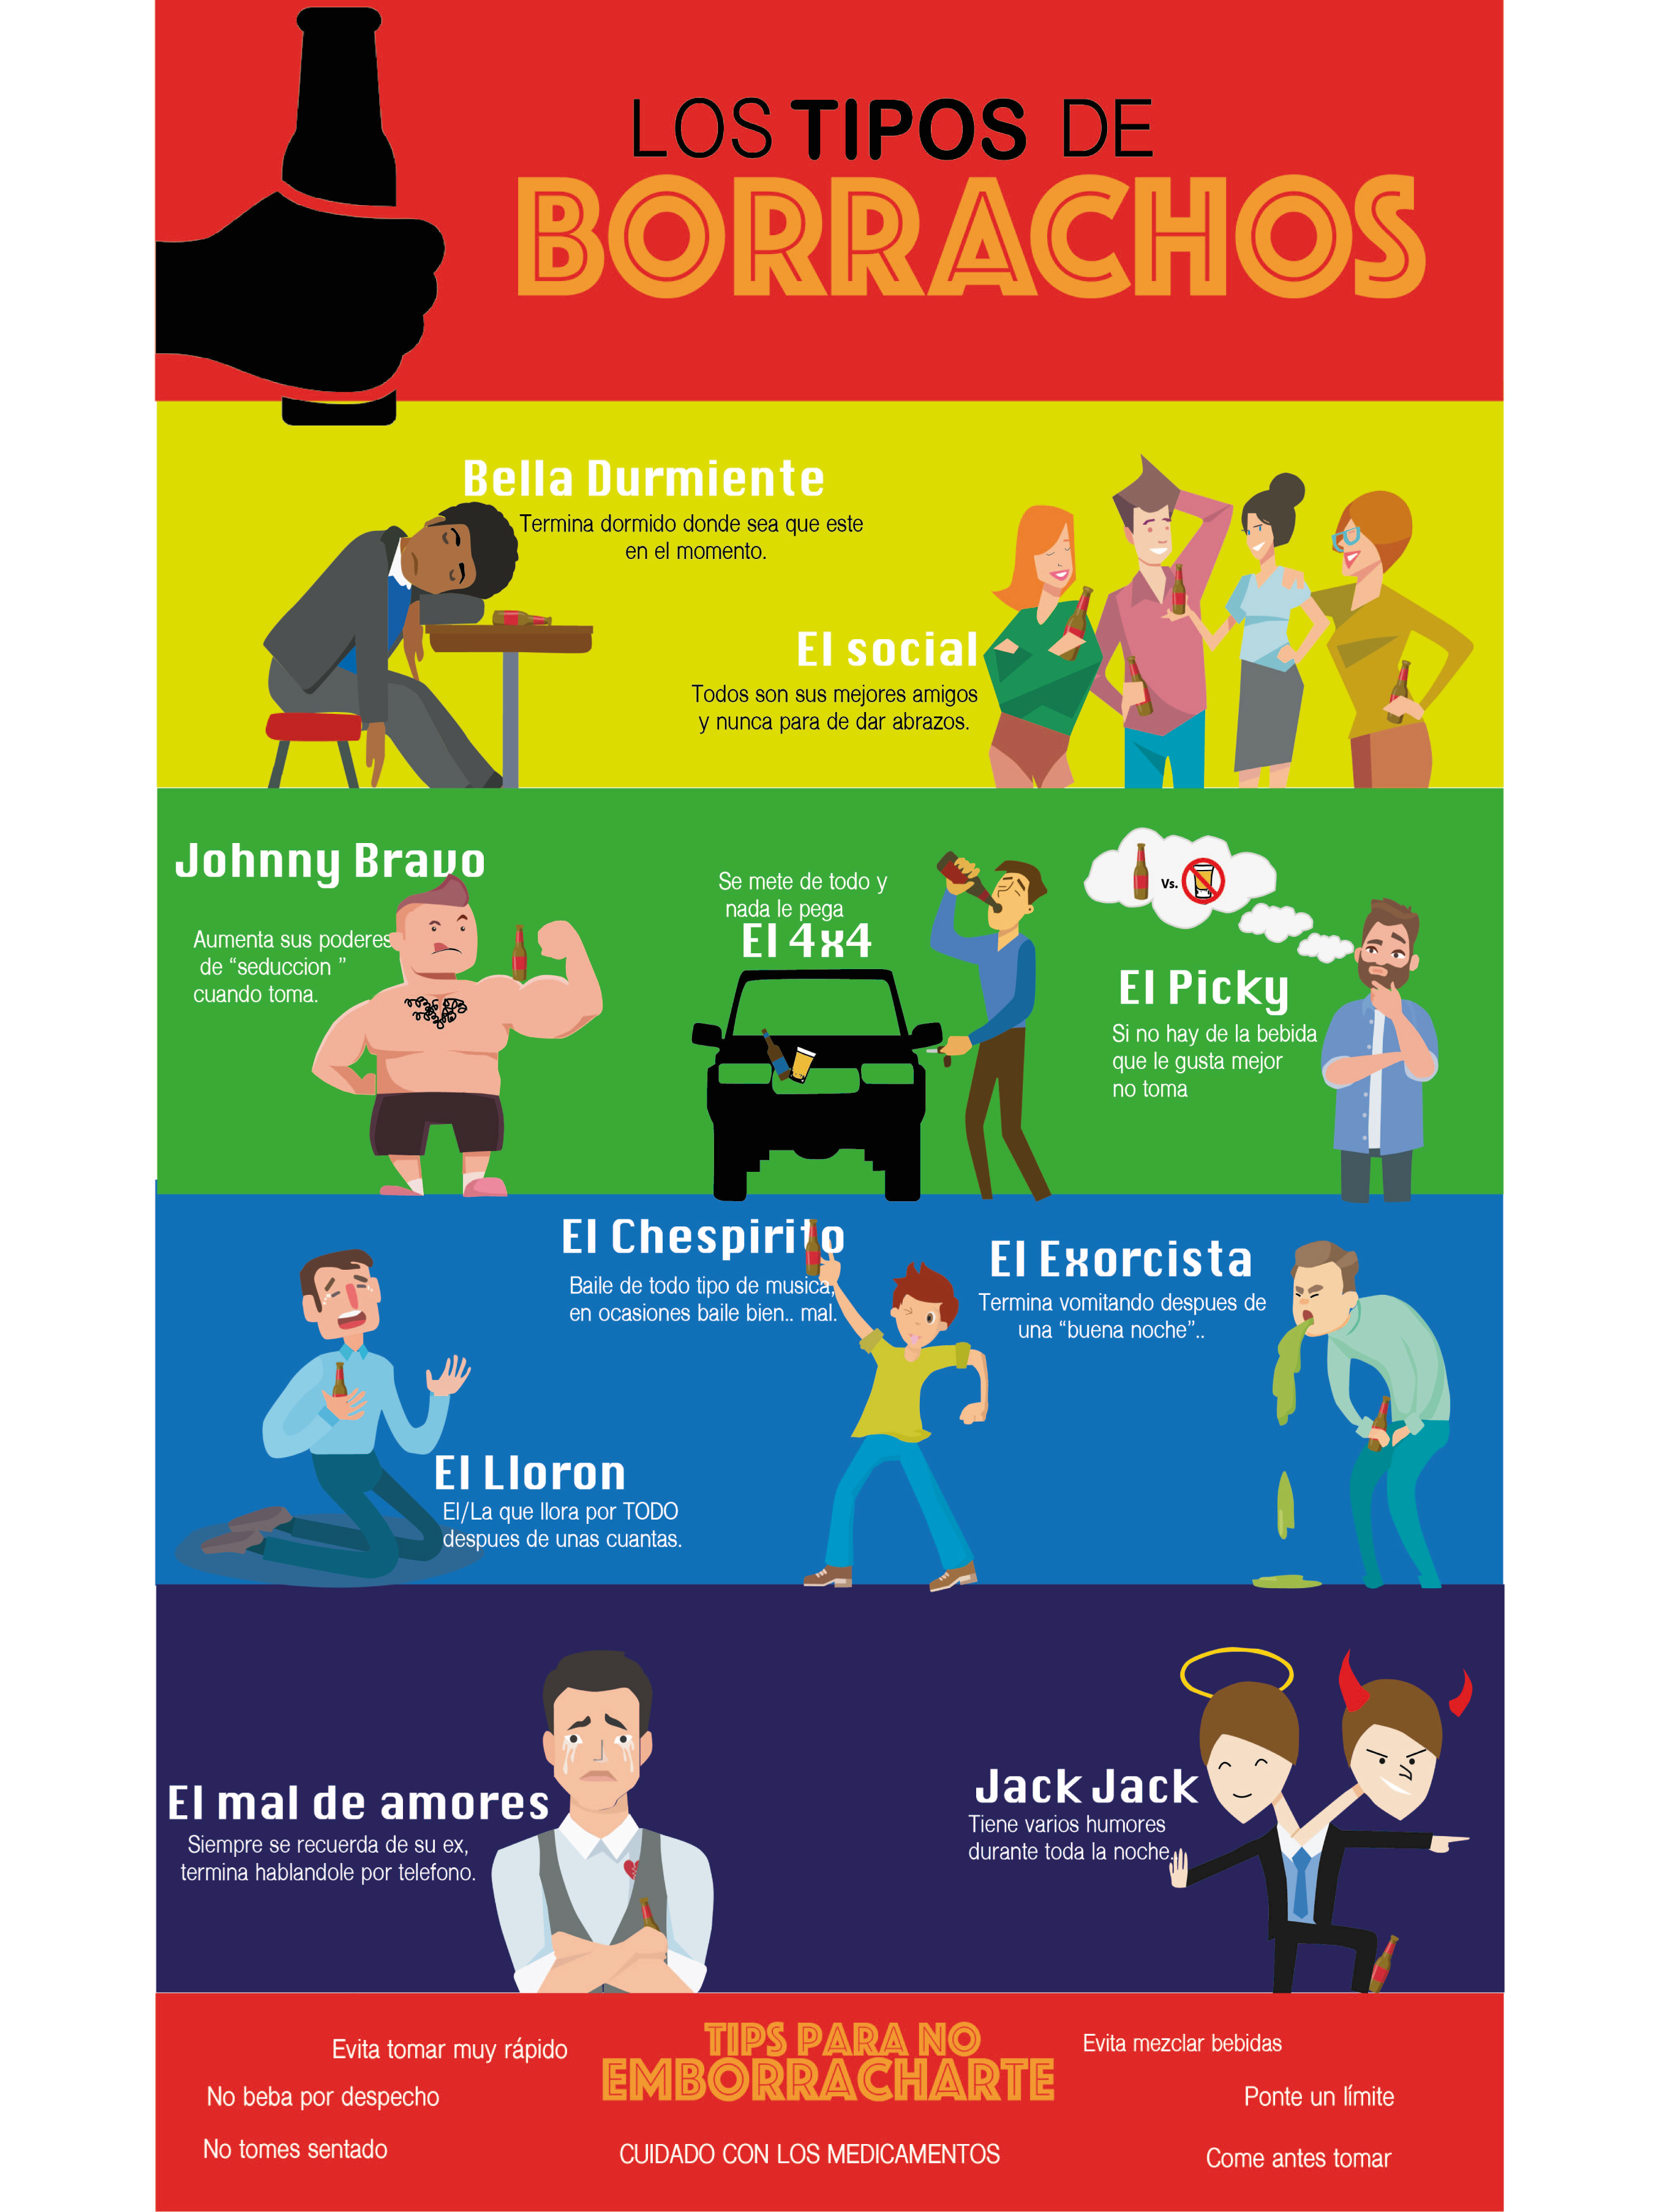 LOS TIPOS DE
BORRACHOS
Bella Durmiente
Termina dormido donde sea que este
en el momento.
El social
Todos son sus mejores amigos
y nunca para de dar abrazos.
Johnny Bravo
Aumenta sus poderes
de “seduccion ”
cuando toma.
Se mete de todo y
nada le pega
El 4x4
Vs.
El Picky
Si no hay de la bebida
que le gusta mejor
no toma
El Chespirito
Baile de todo tipo de musica,
en ocasiones baile bien.. mal.
El Exorcista
Termina vomitando despues de
una “buena noche”..
El Lloron
El/La que llora por TODO
despues de unas cuantas.
El mal de amores
Siempre se recuerda de su ex,
termina hablandole por telefono.
Jack Jack
Tiene varios humores
durante toda la noche.
TIPS PARA NO
EMBORRACHARTE
Evita tomar muy rápido
No beba por despecho
No tomes sentado
CUIDADO CON LOS MEDICAMENTOS
Evita mezclar bebidas
Ponte un límite
Come antes tomar